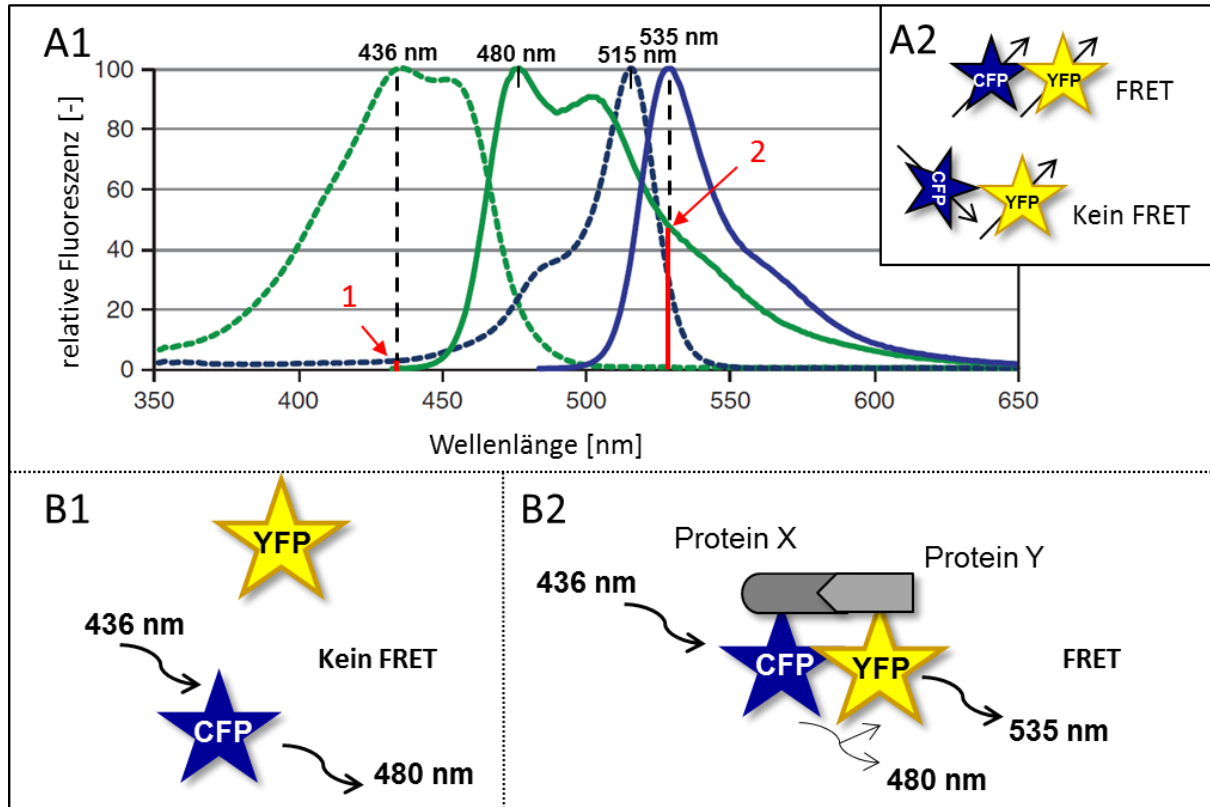 A1
436 nm
480 nm
515 nm
535 nm
relative Fluoreszenz [-]
100
80
60
40
20
0
1
2
350
400
450
500
550
600
650
Wellenlänge [nm]
A2
CFP
YFP
FRET
CFP
YFP
Kein FRET
B1
YFP
436 nm
Kein FRET
CFP
480 nm
B2
Protein X
Protein Y
436 nm
CFP
YFP
FRET
535 nm
480 nm